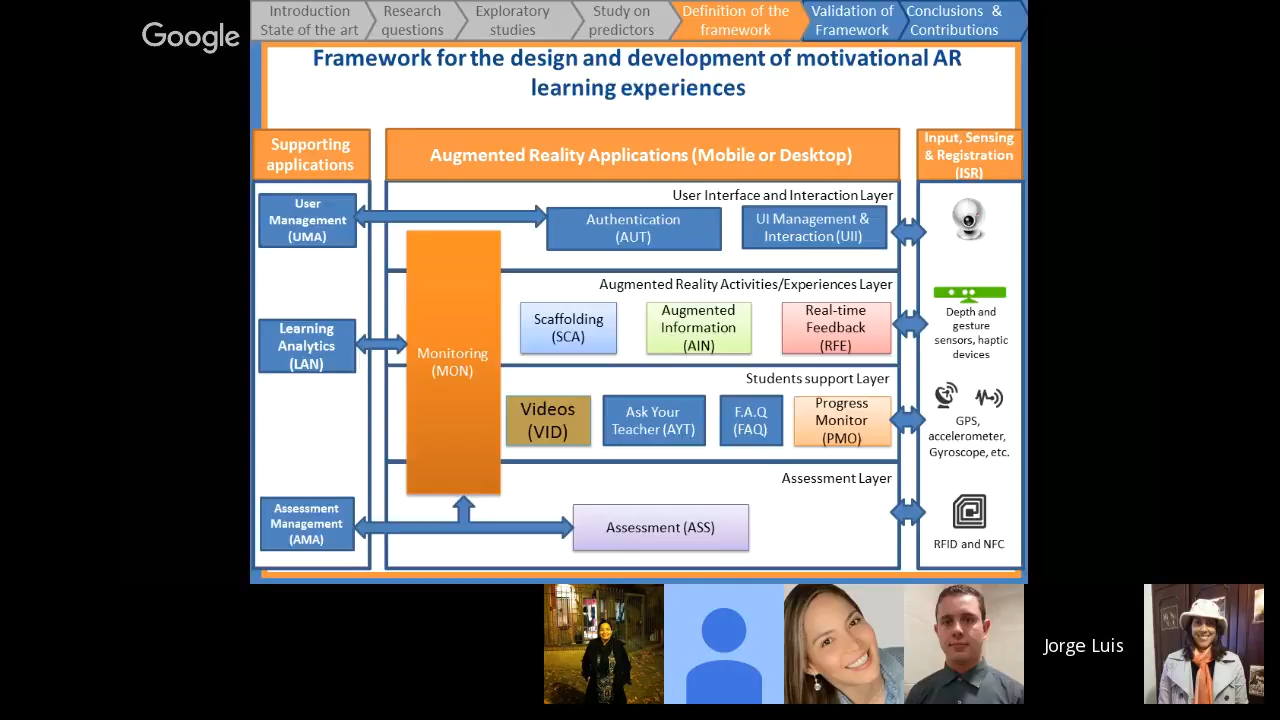 Google
Introduction
State of the art
Research
questions
Exploratory
studies
Study on
predictors
Definition of the
framework
Validation of
Framework
Conclusions &
Contributions
Framework for the design and development of motivational AR
learning experiences
Supporting
applications
User
Management
(UMA)
Learning
Analytics
(LAN)
Assessment
Management
(AMA)
Augmented Reality Applications (Mobile or Desktop)
User Interface and Interaction Layer
Authentication
(AUT)
UI Management &
Interaction (UII)
Monitoring
(MON)
Augmented Reality Activities/Experiences Layer
Scaffolding
(SCA)
Augmented
Information
(AIN)
Real-time
Feedback
(RFE)
Students support Layer
Videos
(VID)
Ask Your
Teacher (AYT)
F.A.Q
(FAQ)
Progress
Monitor
(PMO)
Assessment Layer
Assessment (ASS)
Input, Sensing
& Registration
(ISR)
Depth and
gesture
sensors, haptic
devices
GPS,
accelerometer,
Gyroscope, etc.
RFID and NFC
Jorge Luis